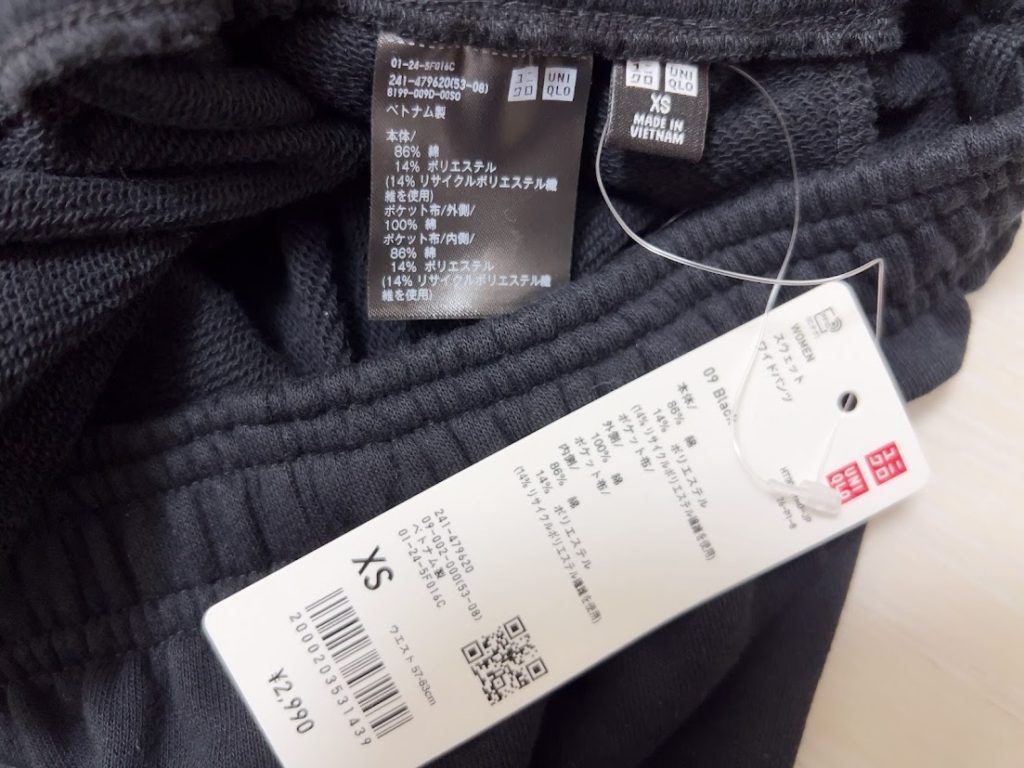 01-24-5F016C
241-479620(53-08)
8199-009D-00SO
ユニクロ
UNIQLO
ベトナム製
本体/
86% 綿
14% ポリエステル
(14% リサイクルポリエステル繊
維を使用)
ポケット布/外側/
100% 綿
ポケット布/内側/
86% 綿
14% ポリエステル
(14% リサイクルポリエステル繊
維を使用)
ユニクロ
UNIQLO
XS
MADE IN
VIETNAM
ユニクロ
UNIQLO
WOMEN
スウェット
ワイドパンツ
09 Black
本体/
86% 綿
14% ポリエステル
(14% リサイクルポリエステル繊維を使用)
ポケット布/
外側/
100% 綿
ポケット布/
内側/
86% 綿
14% ポリエステル
(14% リサイクルポリエステル繊維を使用)
241-479620
09-002-000(53-08)
ベトナム製
01-24-5F016C
XS
ウエスト 57-63cm
2000203531439
¥2,990